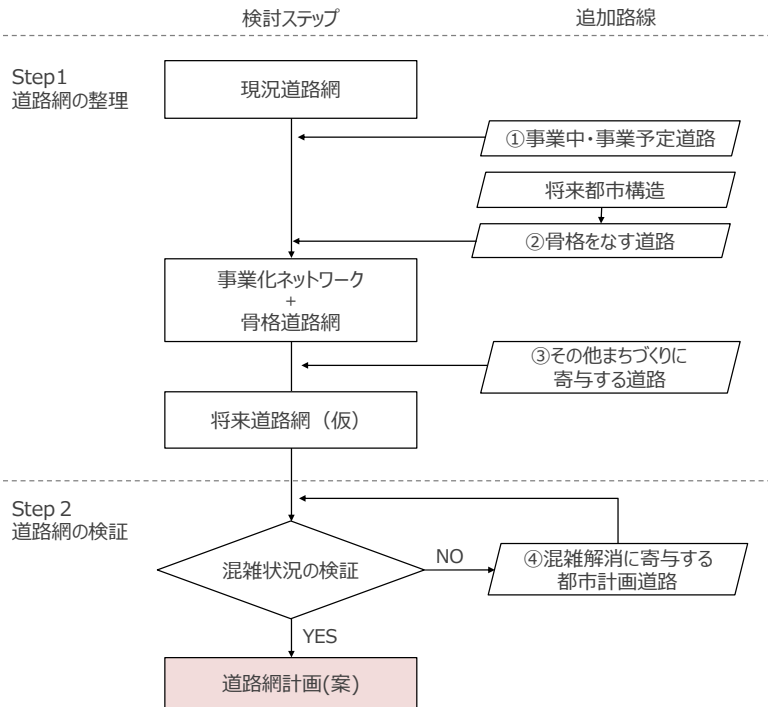 検討ステップ
追加路線
Step1
道路網の整理
現況道路網
①事業中・事業予定道路
将来都市構造
②骨格をなす道路
事業化ネットワーク
+
骨格道路網
③その他まちづくりに
寄与する道路
将来道路網（仮）
Step 2
道路網の検証
混雑状況の検証
NO
④混雑解消に寄与する
都市計画道路
YES
道路網計画(案)